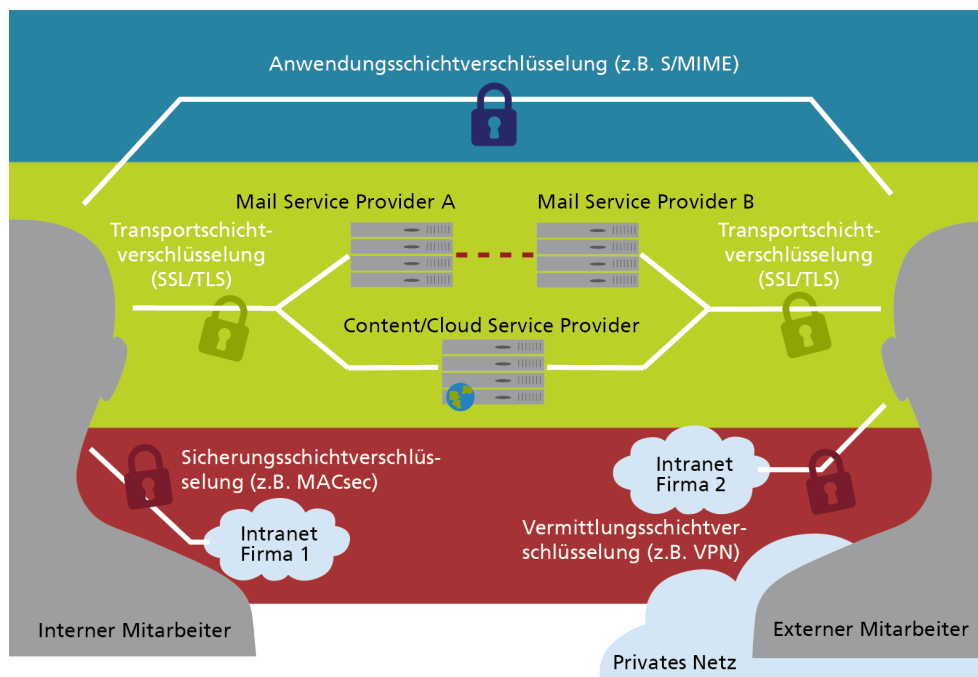 Anwendungsschichtverschlüsselung (z.B. S/MIME)
Mail Service Provider A
Mail Service Provider B
Transportschicht-
verschlüsselung
(SSL/TLS)
Transportschicht-
verschlüsselung
(SSL/TLS)
Content/Cloud Service Provider
Sicherungsschichtverschlüs-
selung (z.B. MACsec)
Intranet
Firma 1
Intranet
Firma 2
Vermittlungsschichtver-
schlüsselung (z.B. VPN)
Interner Mitarbeiter
Externer Mitarbeiter
Privates Netz